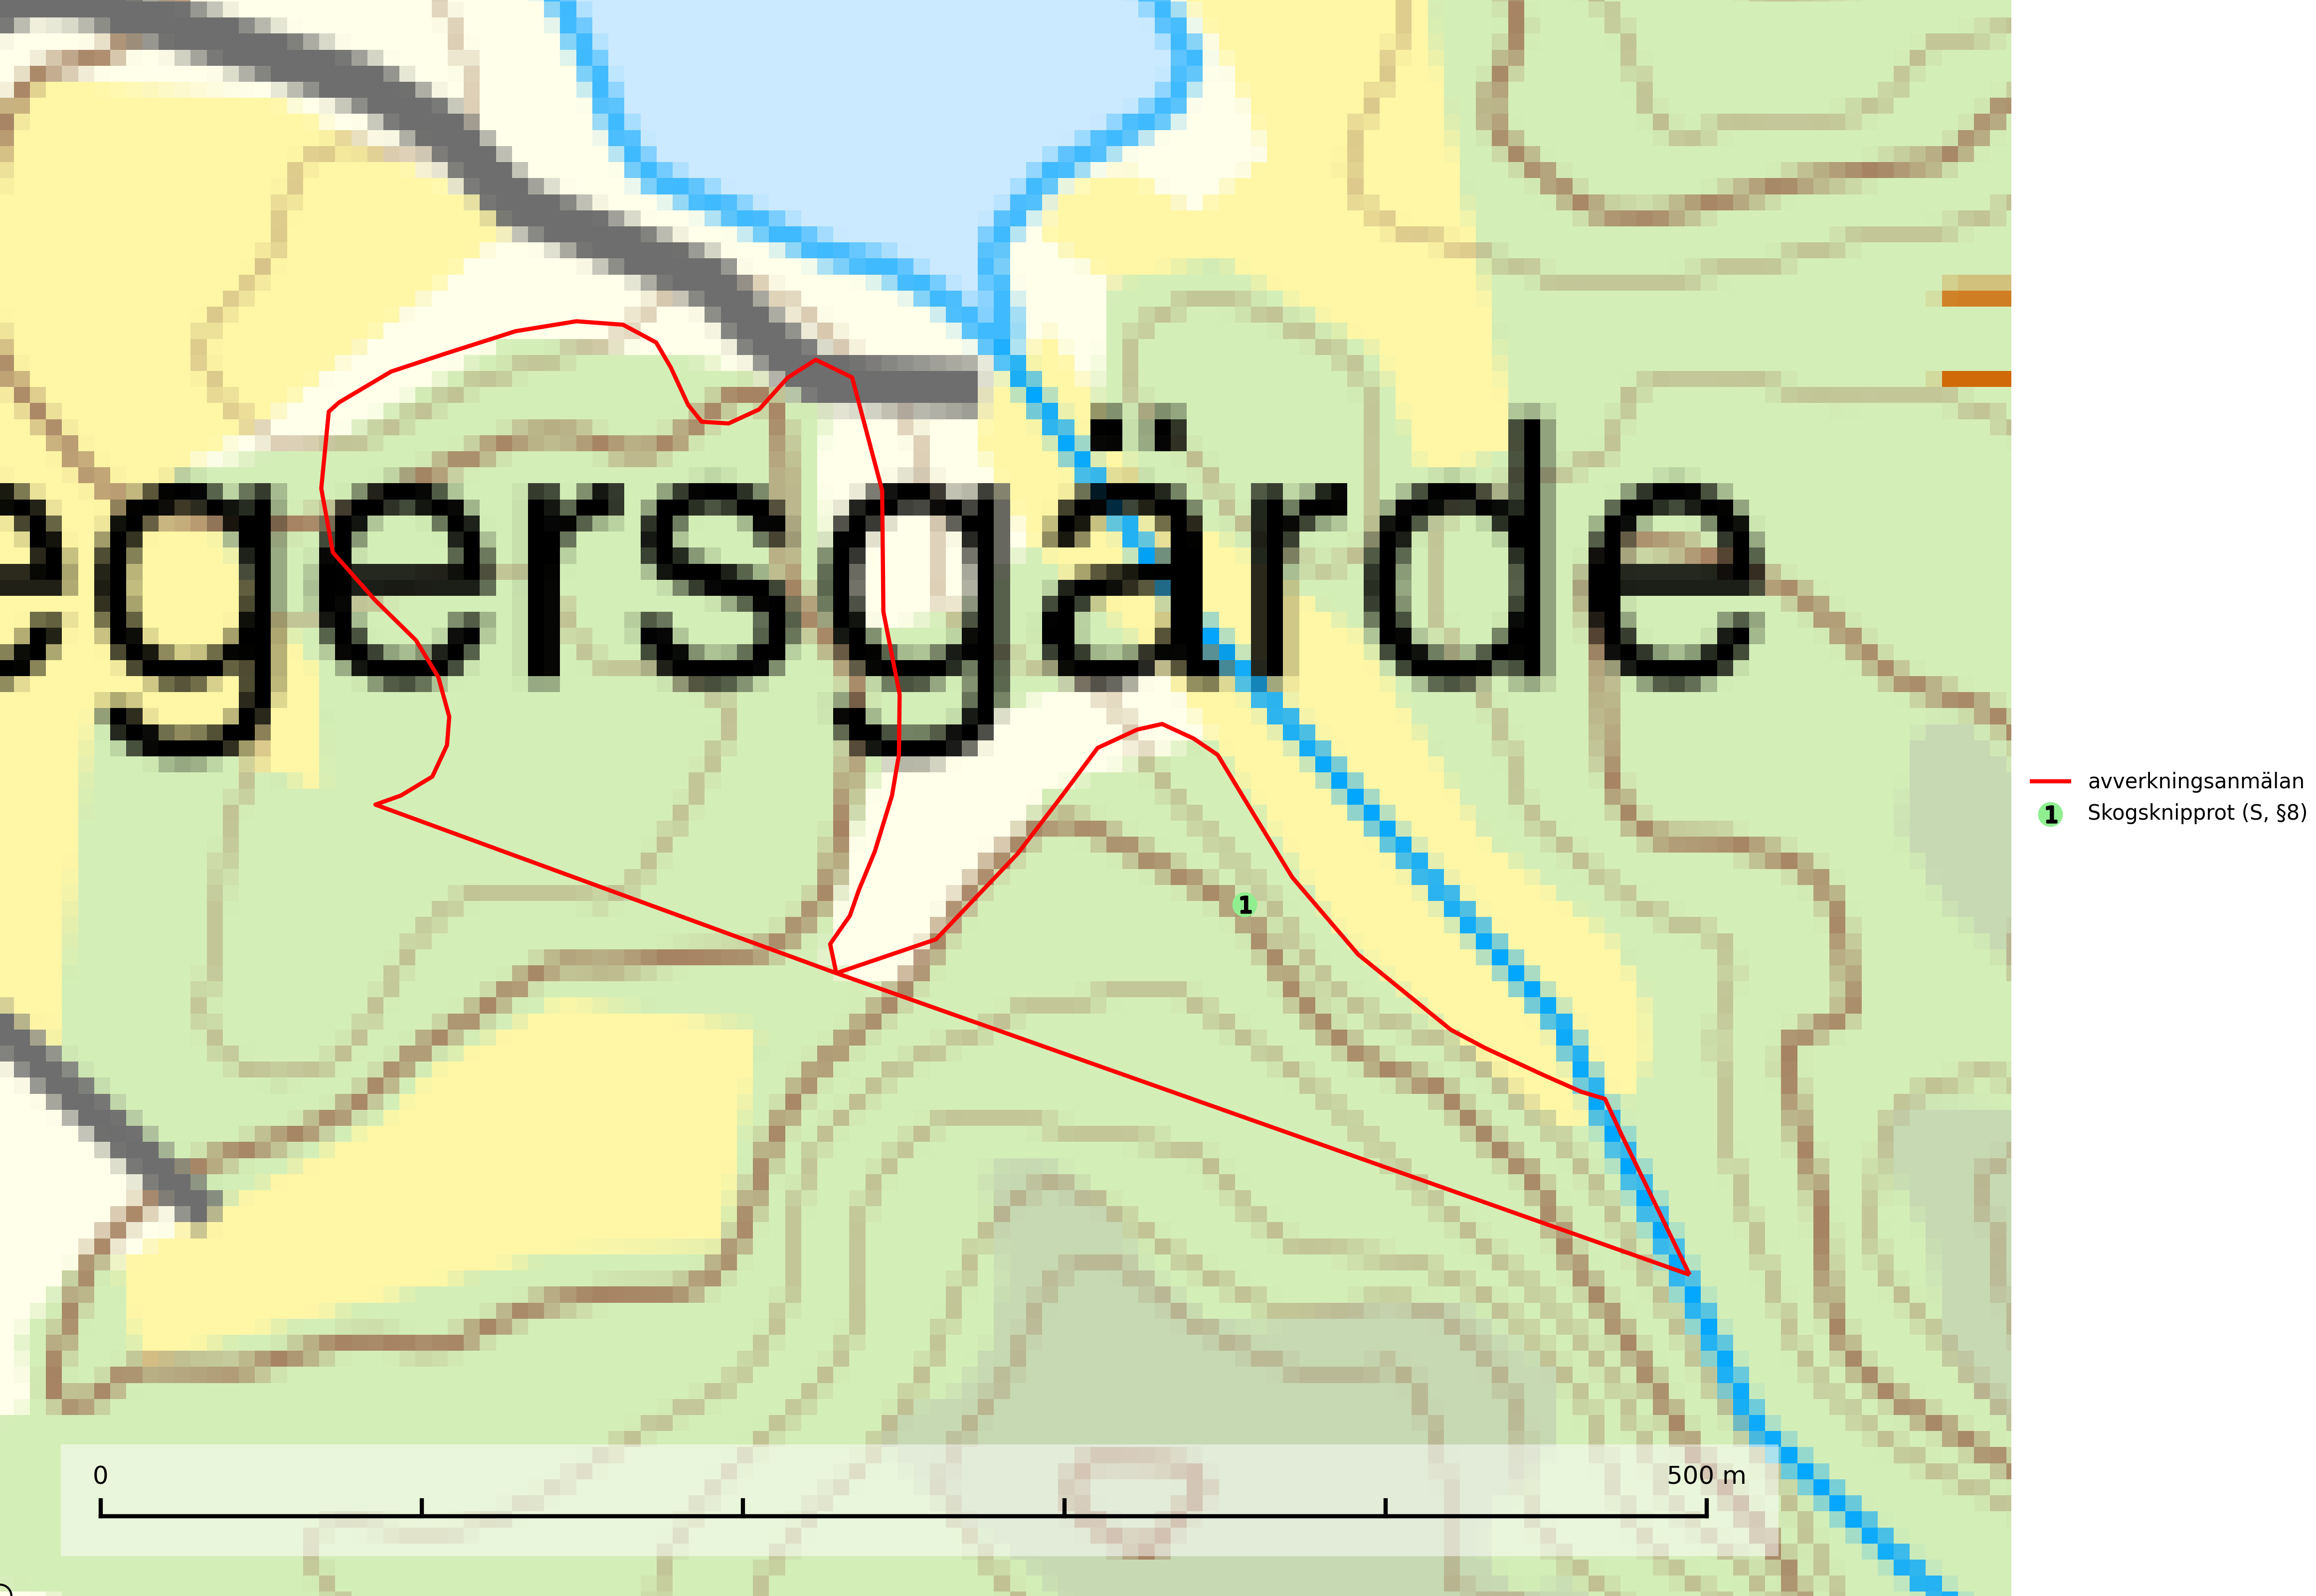 egersgärde
1
avverkningsanmälan
1 Skogsknipprot (S, §8)
0 500 m